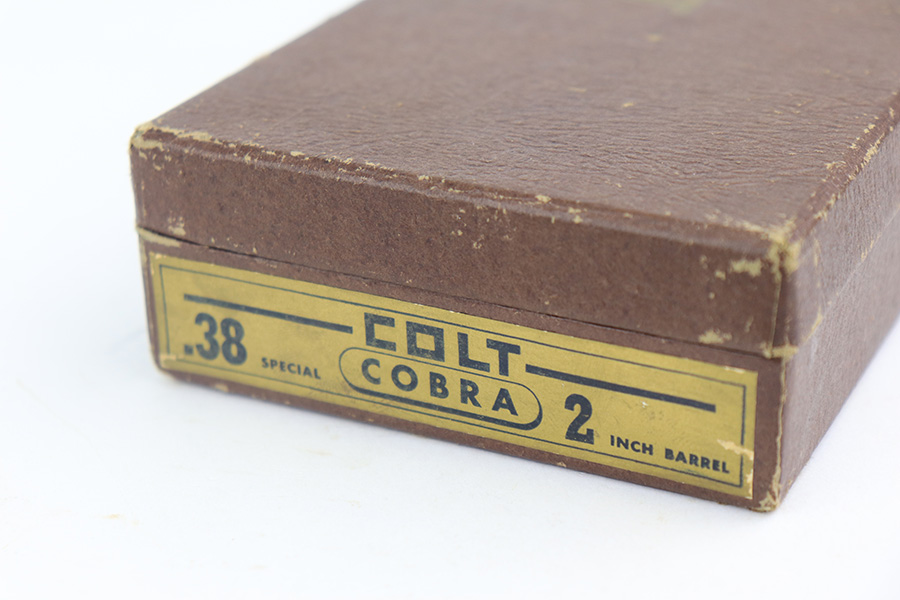 COLT
.38 SPECIAL COBRA 2 INCH BARREL